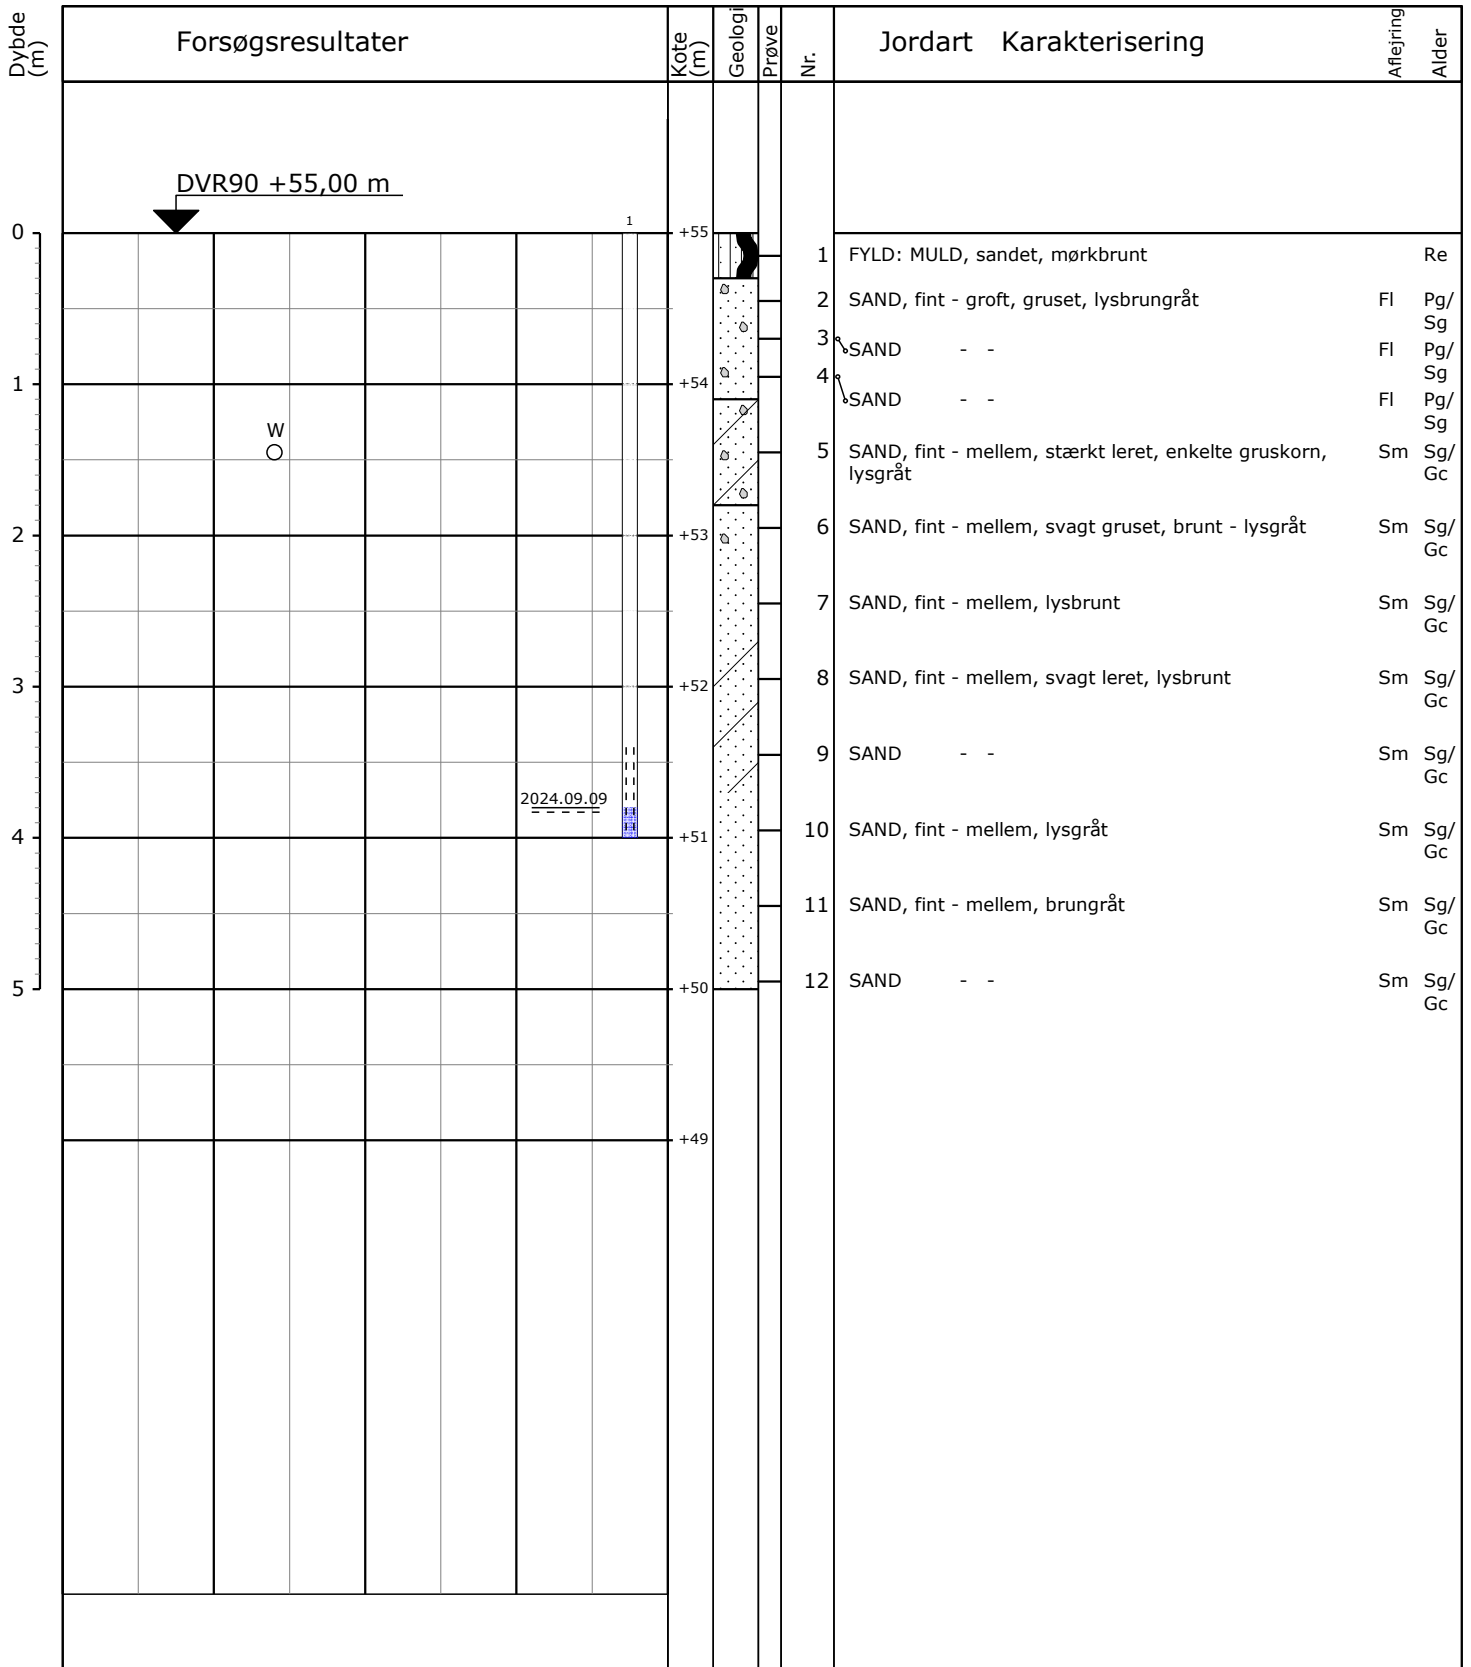 Dybde (m)
Forsøgsresultater
Kote (m)
Geologi
Prøve
Nr.
Jordart Karakterisering
Aflejring
Alder
DVR90 +55,00 m
1
0
+55
1 FYLD: MULD, sandet, mørkbrunt Re
2 SAND, fint - groft, gruset, lysbrungråt Fl Pg/
Sg
3 SAND - - Fl Pg/
Sg
1
+54
4 SAND - - Fl Pg/
Sg
W
5 SAND, fint - mellem, stærkt leret, enkelte gruskorn, Sm Sg/
lysgråt Gc
2
+53
6 SAND, fint - mellem, svagt gruset, brunt - lysgråt Sm Sg/
Gc
7 SAND, fint - mellem, lysbrunt Sm Sg/
Gc
3
+52
8 SAND, fint - mellem, svagt leret, lysbrunt Sm Sg/
Gc
9 SAND - - Sm Sg/
Gc
2024.09.09
4
+51
10 SAND, fint - mellem, lysgråt Sm Sg/
Gc
11 SAND, fint - mellem, brungråt Sm Sg/
Gc
5
+50
12 SAND - - Sm Sg/
Gc
+49